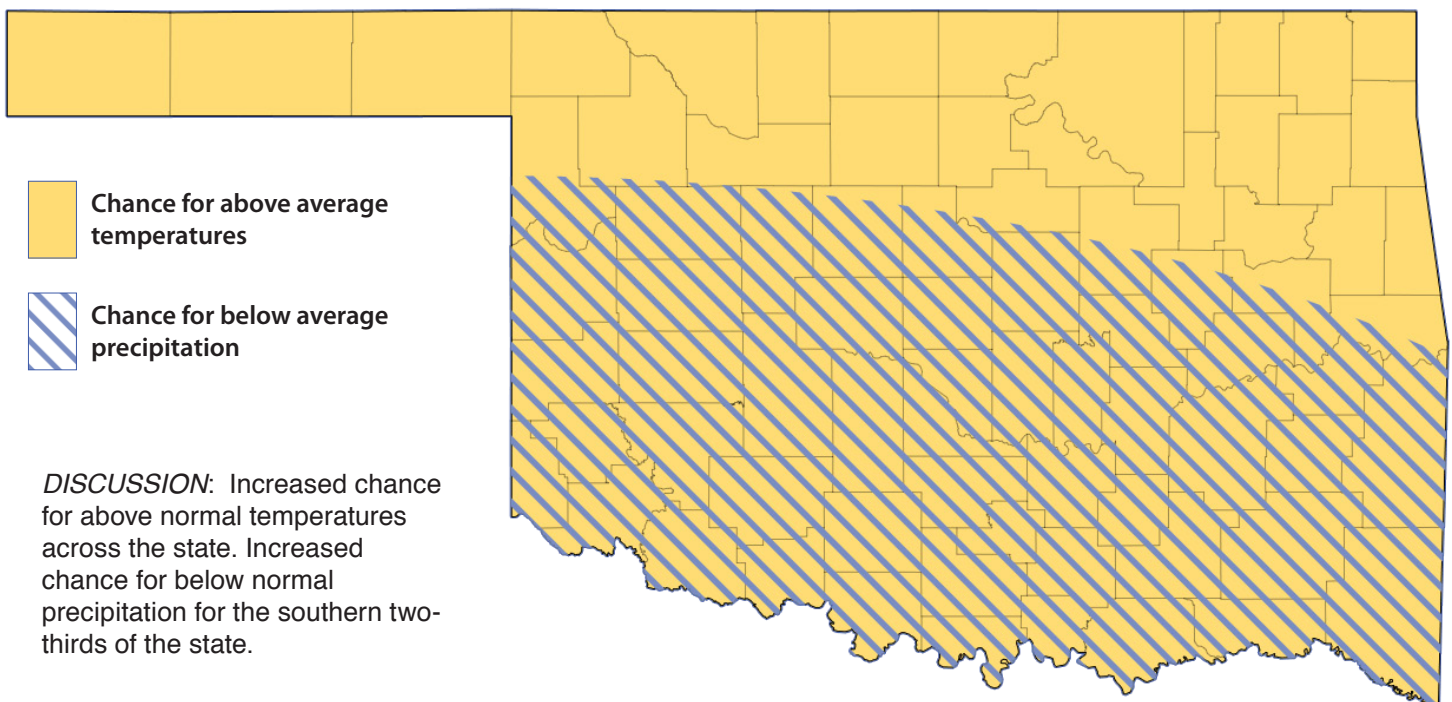 Chance for above average
temperatures
Chance for below average
precipitation
DISCUSSION:  Increased chance
for above normal temperatures
across the state. Increased
chance for below normal
precipitation for the southern two-
thirds of the state.